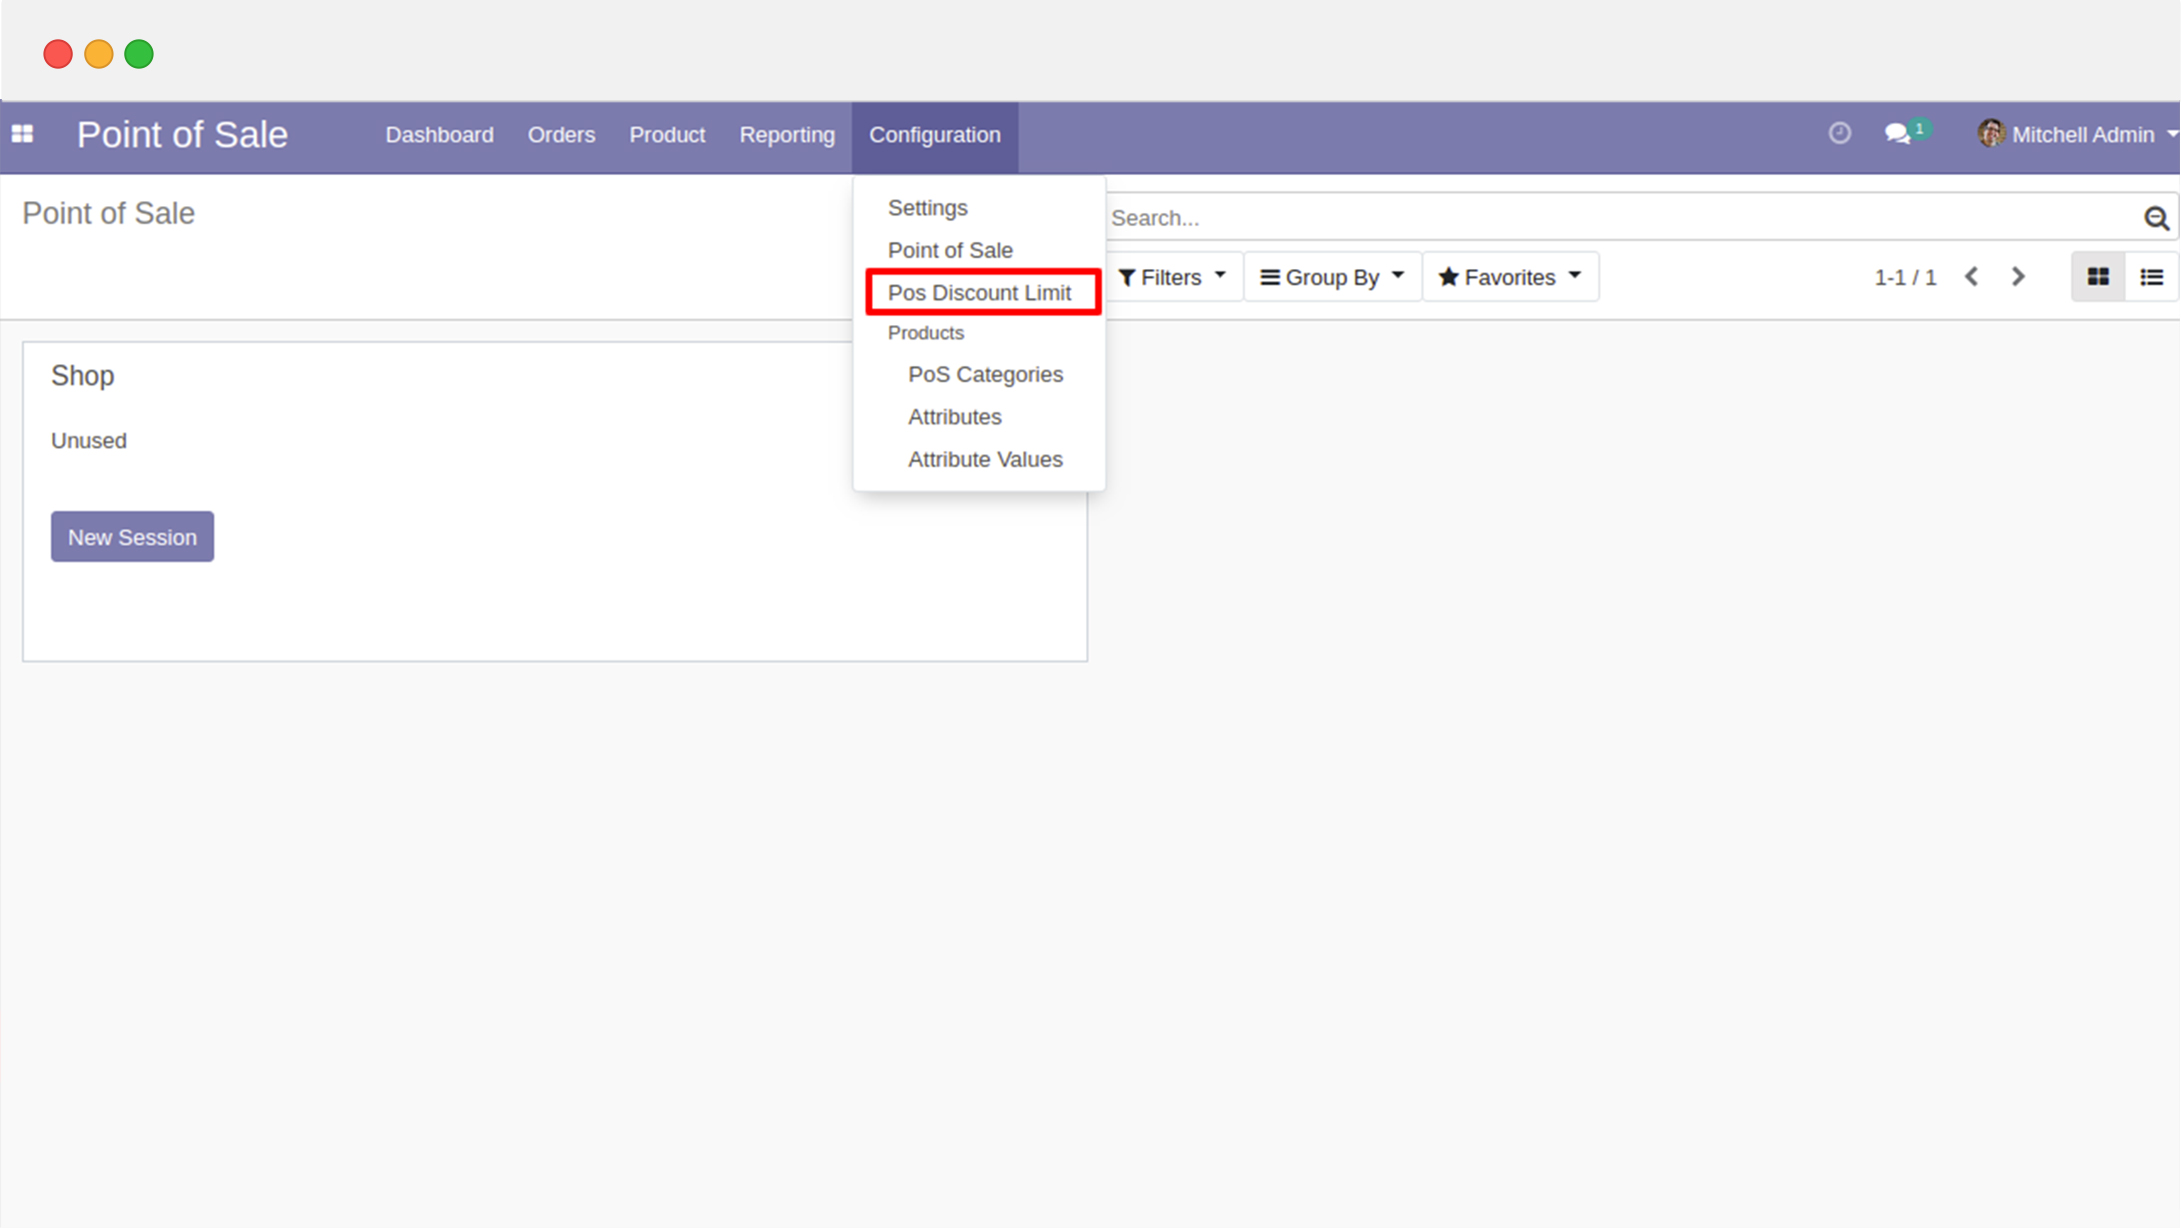 Point of Sale Dashboard Orders Product Reporting Configuration 1 Mitchell Admin
Point of Sale
Search...
Filters Group By Favorites 1-1 / 1
Settings
Point of Sale
Pos Discount Limit
Products
PoS Categories
Attributes
Attribute Values
Shop
Unused
New Session